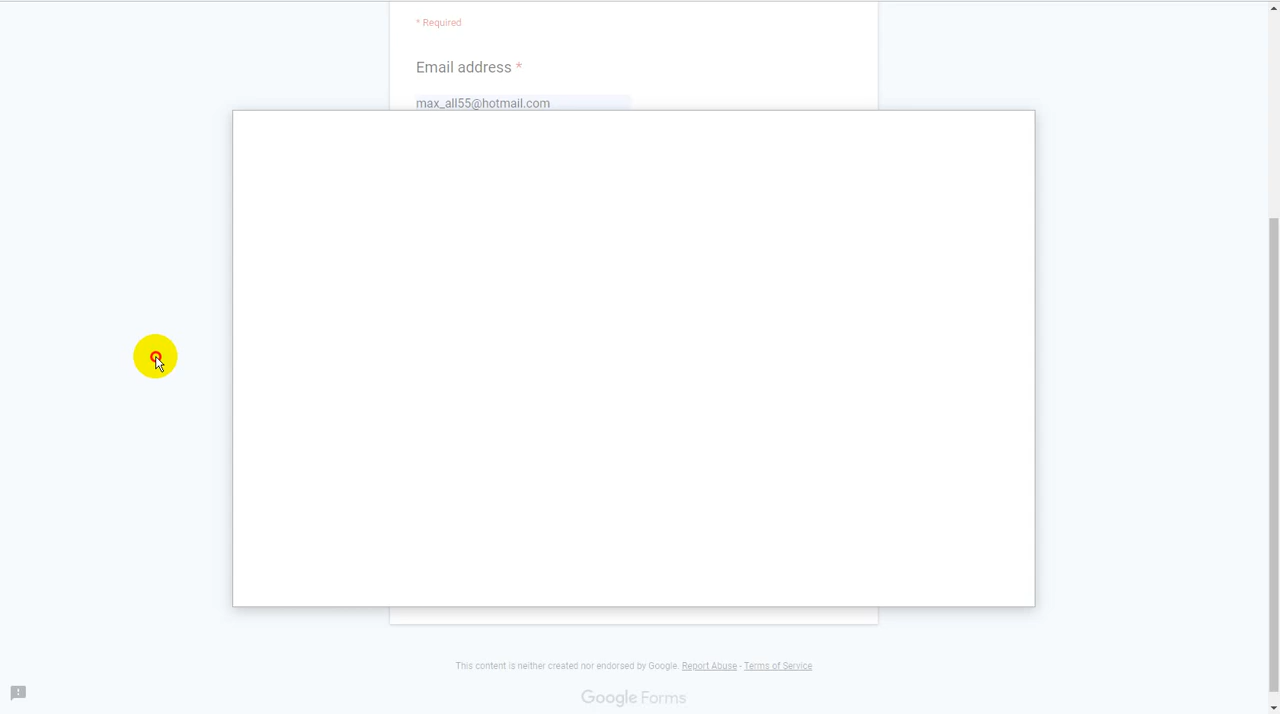 * Required
Email address *
max_all55@hotmail.com
This content is neither created nor endorsed by Google. Report Abuse - Terms of Service
Google Forms